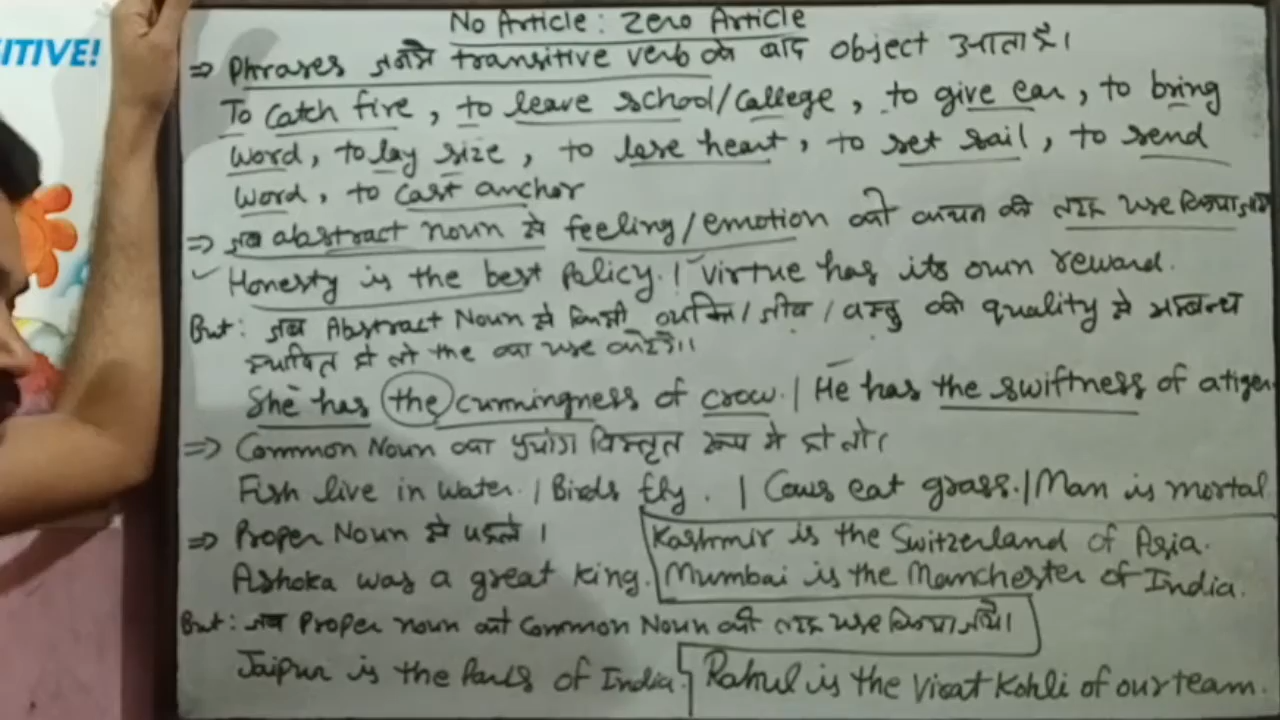 ITIVE!
No Article: Zero Article
⇒ Phrases जिनमे transitive verb के बाद object आता है।
To Catch fire, to leave school/College, to give ear, to bring
word, to lay size, to lose heart, to set sail, to send
word, to cast anchor
⇒ जब abstract noun से feeling/emotion को की तरह use किया जाये
Honesty is the best Policy. | Virtue has its own reward.
But: जब Abstract Noun से किसी व्यक्ति/जीव/वस्तु की quality से सम्बन्ध
स्थापित हो तो the का use करेंगे।।
She has the cunningness of crow. | He has the swiftness of a tiger
⇒ Common Noun का प्रयोग विस्तृत रूप मे हो तो।
Fish live in water. | Birds fly. | Cows eat grass. | Man is mortal
⇒ Proper Noun से पहले। Kashmir is the Switzerland of Asia.
Ashoka was a great king. Mumbai is the Manchester of India.
But: जब Proper noun को Common Noun की तरह use किया जाये।
Jaipur is the Paris of India. Rahul is the Virat Kohli of our team.